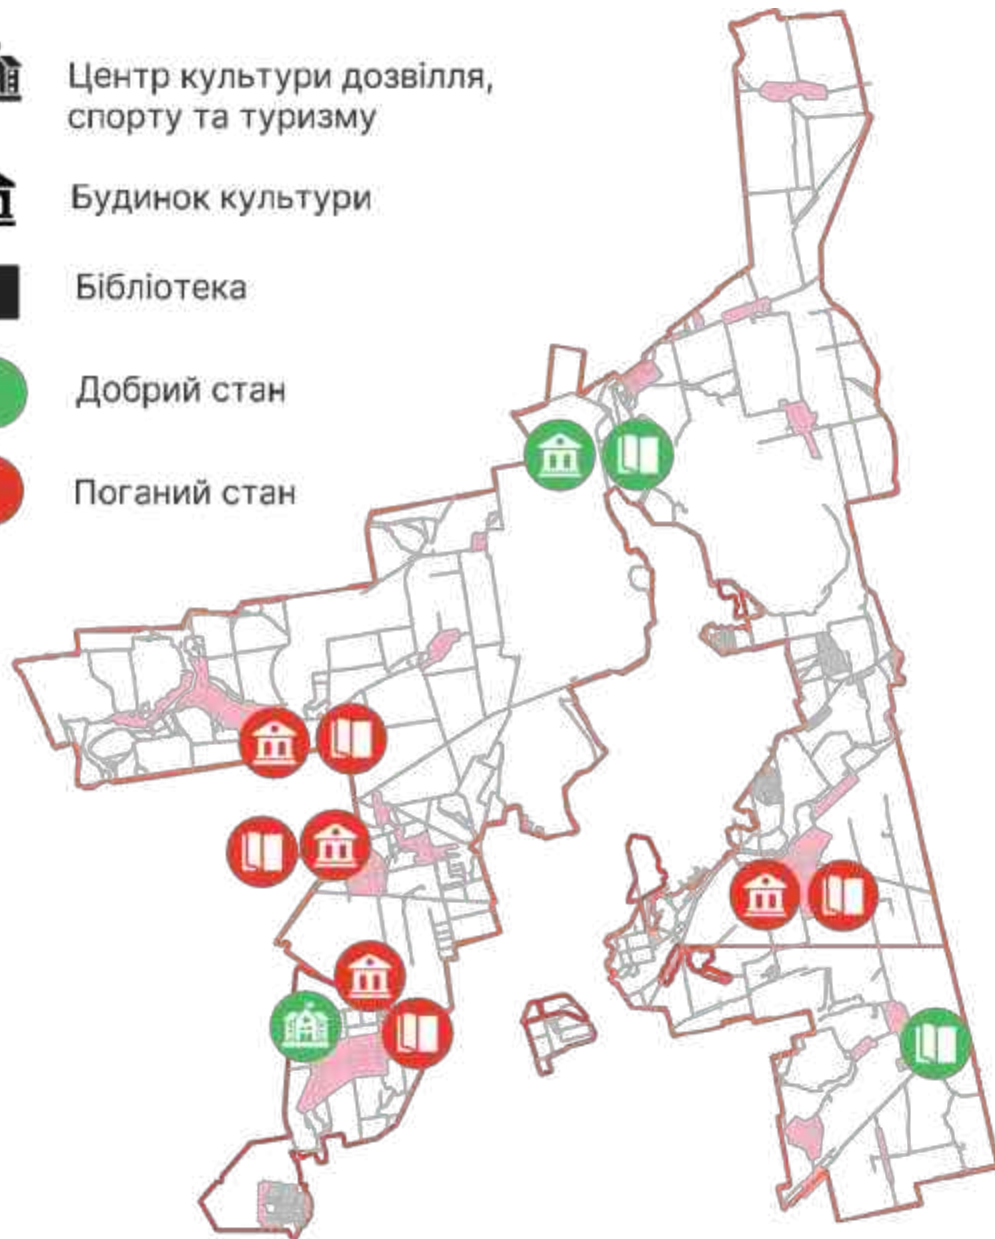 Центр культури дозвілля,
спорту та туризму
Будинок культури
Бібліотека
Добрий стан
Поганий стан